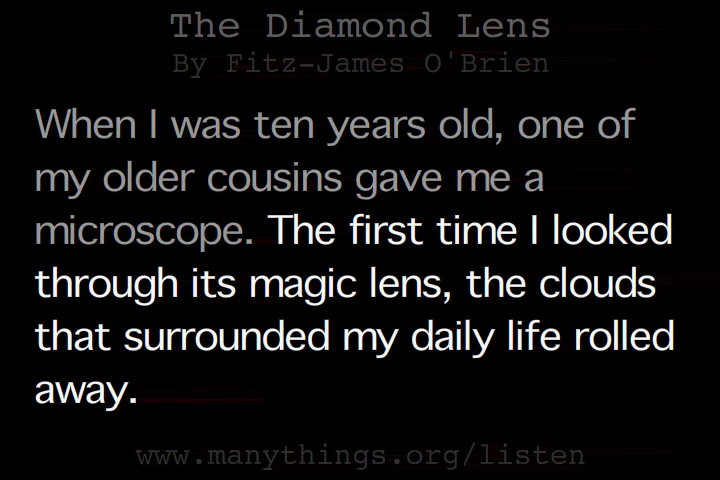 The Diamond Lens
By Fitz-James O'Brien
When I was ten years old, one of
my older cousins gave me a
microscope. The first time I looked
through its magic lens, the clouds
that surrounded my daily life rolled
away.
www.manythings.org/listen